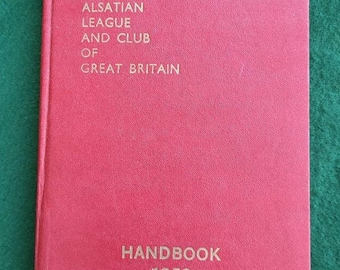 ALSATIAN
LEAGUE
AND CLUB
OF
GREAT BRITAIN
HANDBOOK